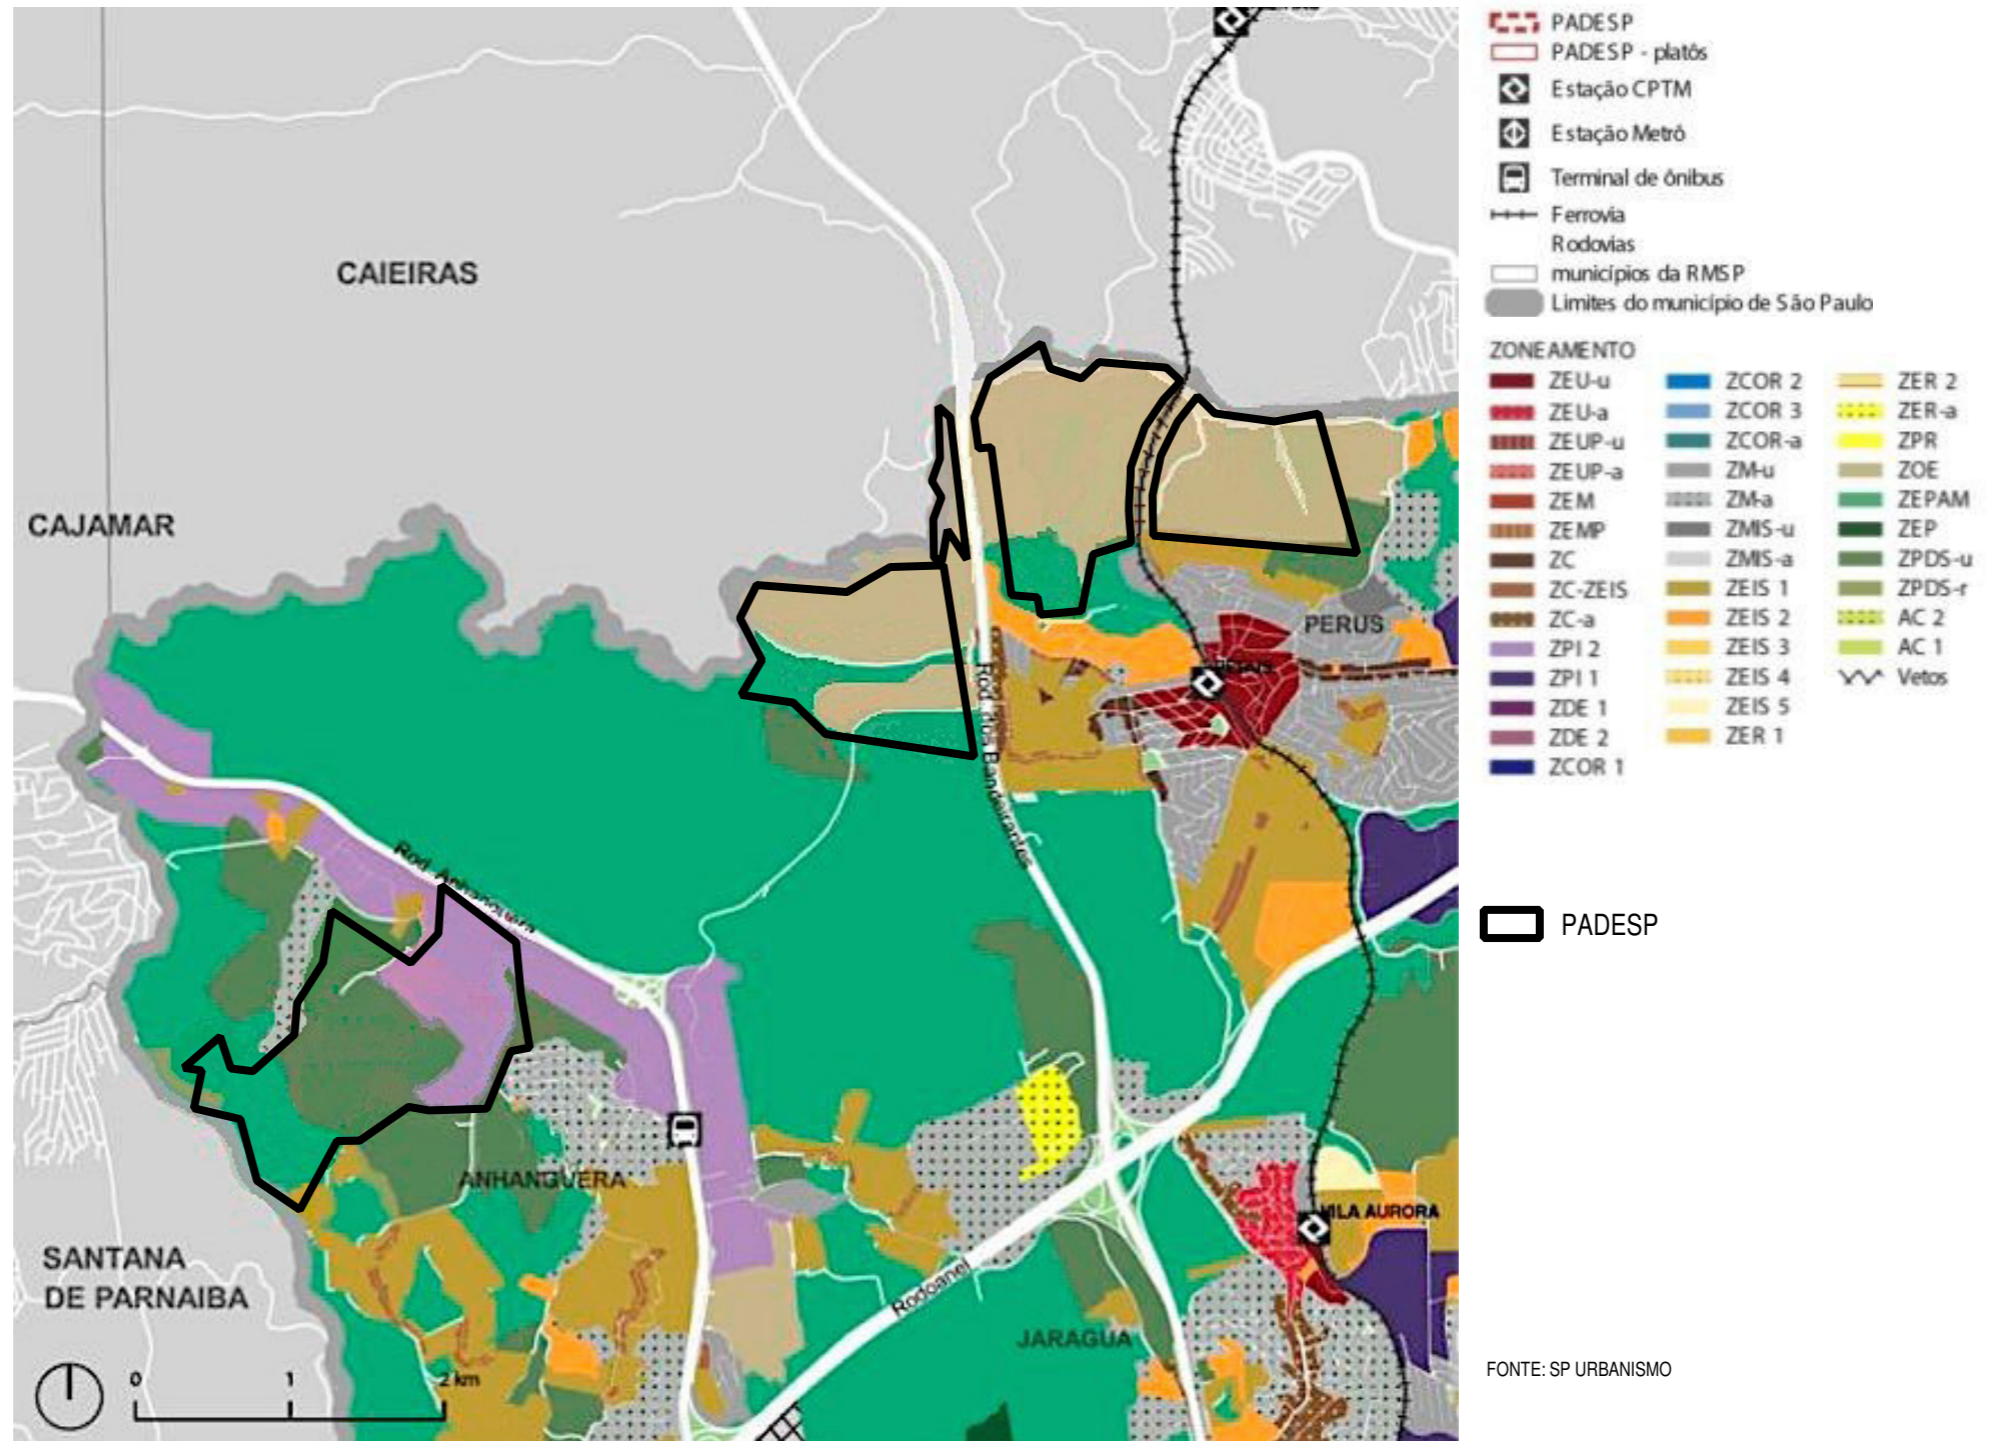 CAIEIRAS
CAJAMAR
PERUS
Rod. dos Bandeirantes
Rod. Anhanguera
ANHANGUERA
VILA AURORA
SANTANA
DE PARNAIBA
Rodoanel
JARAGUA
0 1 2 km
PADESP
PADESP - platôs
Estação CPTM
Estação Metrô
Terminal de ônibus
Ferrovia
Rodovias
municípios da RMSP
Limites do município de São Paulo
ZONEAMENTO
ZEU-u
ZEU-a
ZEUP-u
ZEUP-a
ZEM
ZEMP
ZC
ZC-ZEIS
ZC-a
ZPI 2
ZPI 1
ZDE 1
ZDE 2
ZCOR 1
ZCOR 2
ZCOR 3
ZCOR-a
ZM-u
ZM-a
ZMIS-u
ZMIS-a
ZEIS 1
ZEIS 2
ZEIS 3
ZEIS 4
ZEIS 5
ZER 1
ZER 2
ZER-a
ZPR
ZOE
ZEPAM
ZEP
ZPDS-u
ZPDS-r
AC 2
AC 1
Vetos
PADESP
FONTE: SP URBANISMO